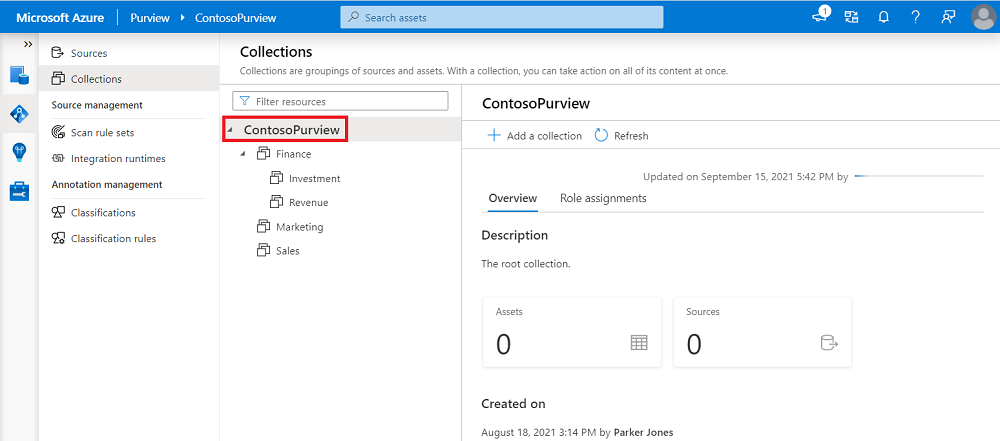 Microsoft Azure | Purview ▸ ContosoPurview
Search assets
1
Sources
Collections
Source management
Scan rule sets
Integration runtimes
Annotation management
Classifications
Classification rules
Collections
Collections are groupings of sources and assets. With a collection, you can take action on all of its content at once.
Filter resources
ContosoPurview
Finance
Investment
Revenue
Marketing
Sales
ContosoPurview
Add a collection
Refresh
Updated on September 15, 2021 5:42 PM by
Overview
Role assignments
Description
The root collection.
Assets
0
Sources
0
Created on
August 18, 2021 3:14 PM by Parker Jones